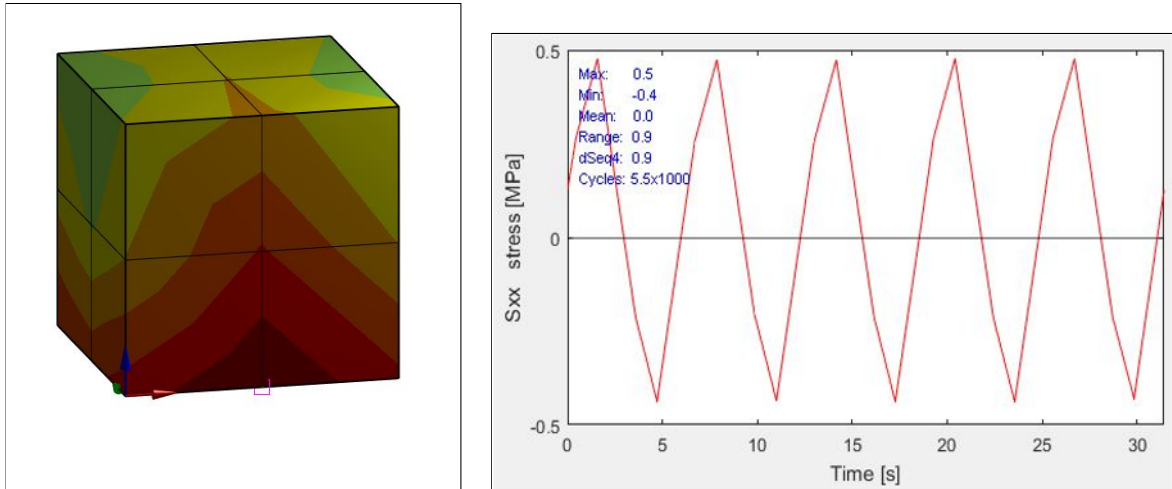 0.5
Max: 0.5
Min: -0.4
Mean: 0.0
Range: 0.9
dSeq4: 0.9
Cycles: 5.5x1000
Sxx stress [MPa]
0
-0.5
0 5 10 15 20 25 30
Time [s]